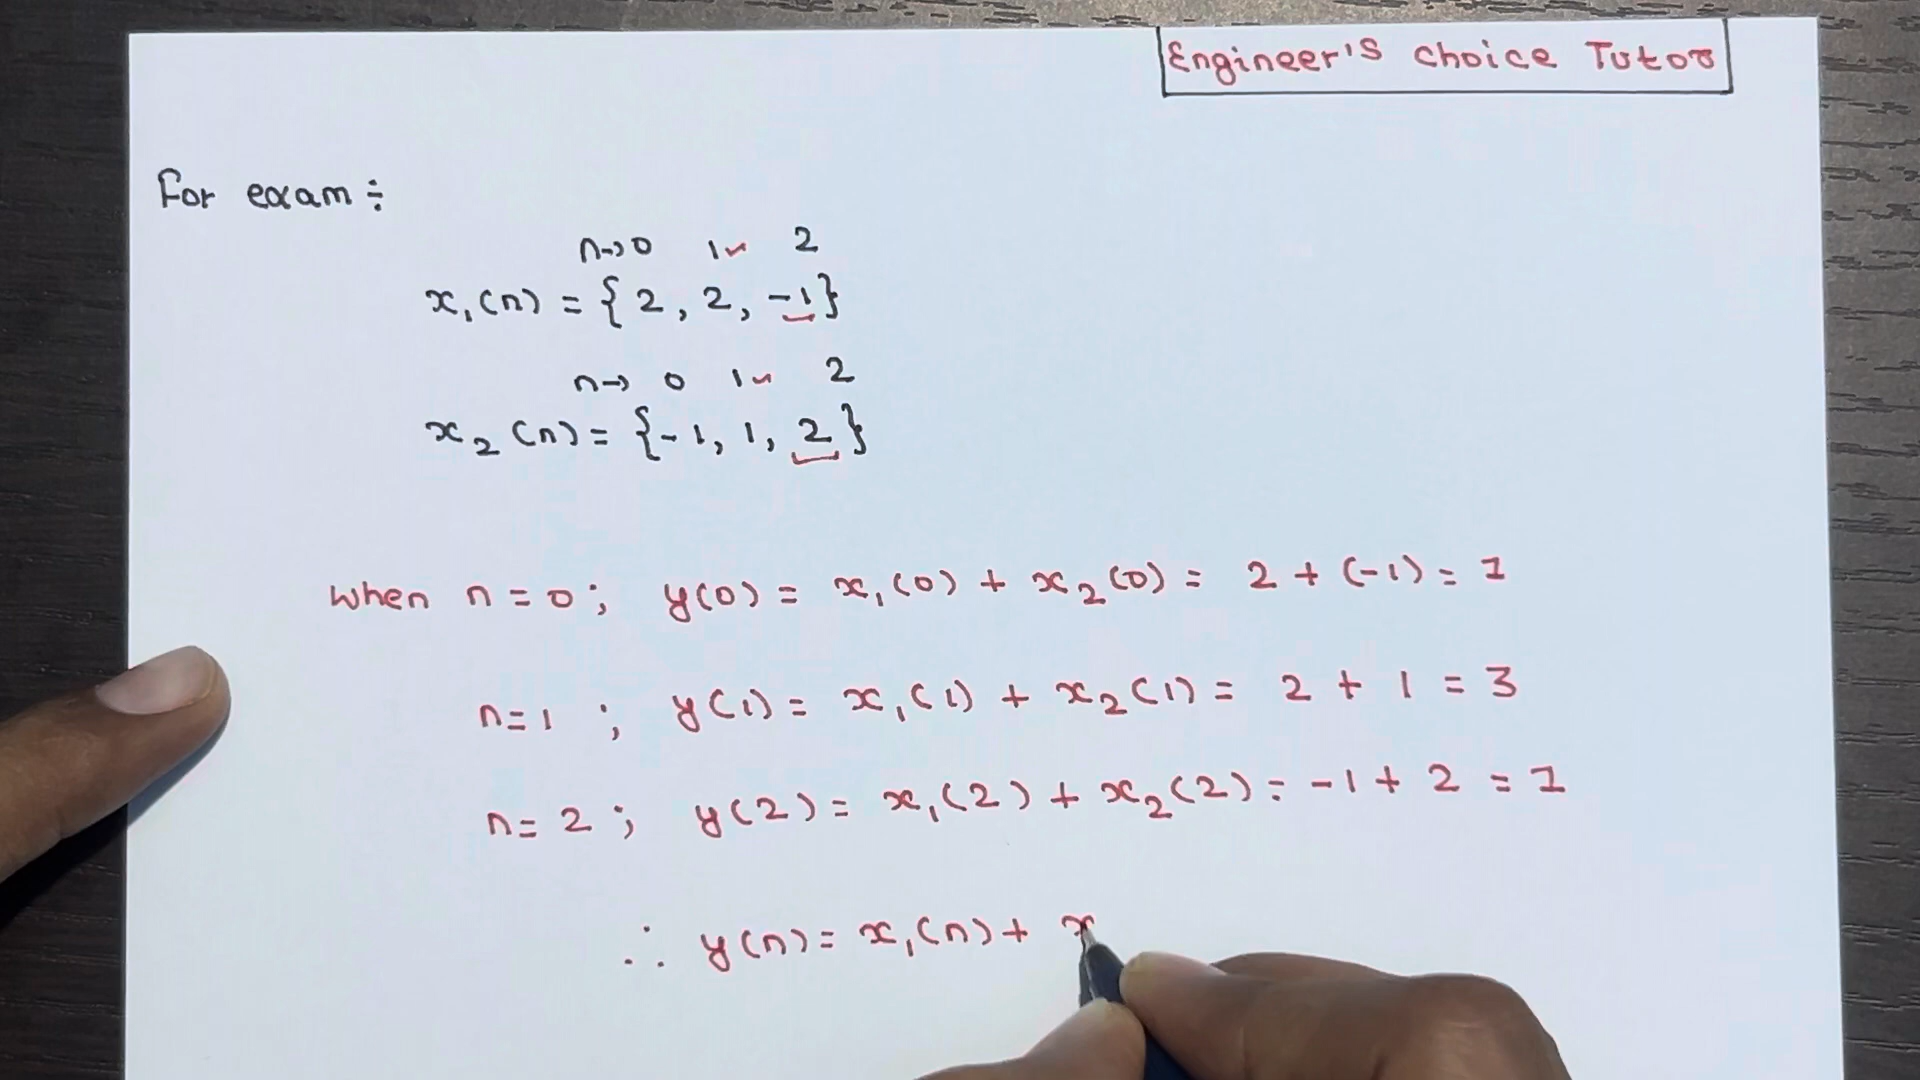 Engineer's choice Tutor
For exam ÷
n→0 1 2
x₁(n) = {2, 2, -1}
n→ 0 1 2
x₂(n) = {-1, 1, 2}
when n=0; y(0) = x₁(0) + x₂(0) = 2 + (-1) = 1
n=1 ; y(1) = x₁(1) + x₂(1) = 2 + 1 = 3
n=2; y(2) = x₁(2) + x₂(2) = -1 + 2 = 1
∴ y(n) = x₁(n) + x